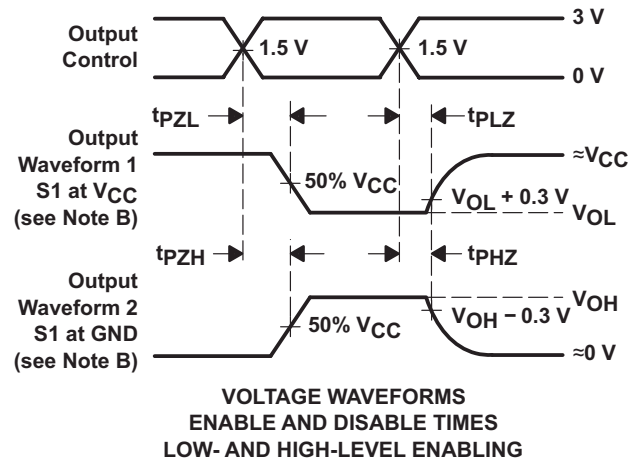 Output
Control
1.5 V
1.5 V
3 V
0 V
tPZL
tPLZ
Output
Waveform 1
S1 at VCC
(see Note B)
50% VCC
≈VCC
VOL + 0.3 V
VOL
tPZH
tPHZ
Output
Waveform 2
S1 at GND
(see Note B)
50% VCC
VOH
VOH − 0.3 V
≈0 V
VOLTAGE WAVEFORMS
ENABLE AND DISABLE TIMES
LOW- AND HIGH-LEVEL ENABLING